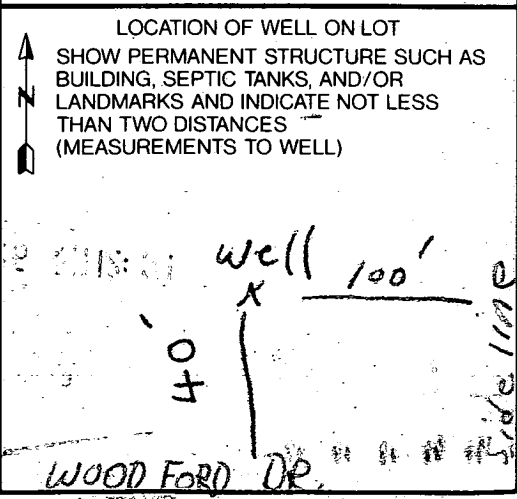 LOCATION OF WELL ON LOT
SHOW PERMANENT STRUCTURE SUCH AS
BUILDING, SEPTIC TANKS, AND/OR
N
LANDMARKS AND INDICATE NOT LESS
THAN TWO DISTANCES
(MEASUREMENTS TO WELL)
well
100'
X
40'
side line
WOOD FORD DR.